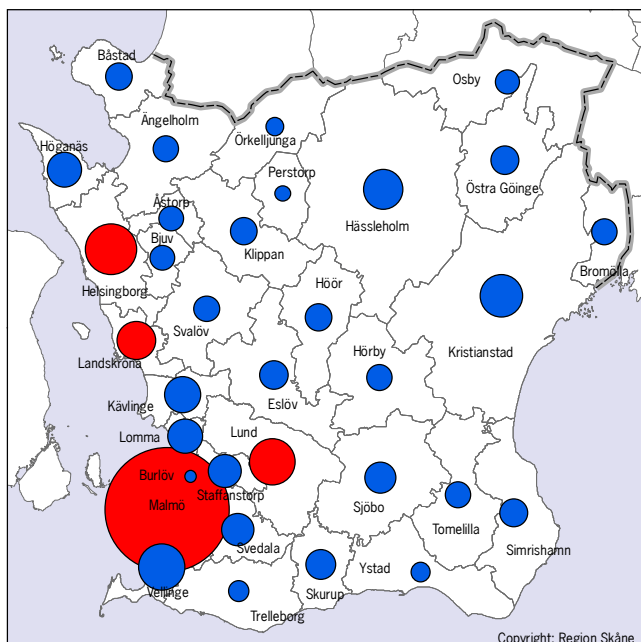 Båstad
Osby
Ängelholm
Örkelljunga
Höganäs
Perstorp
Östra Göinge
Åstorp
Hässleholm
Bjuv
Klippan
Höör
Bromölla
Helsingborg
Svalöv
Kristianstad
Hörby
Landskrona
Eslöv
Kävlinge
Lund
Lomma
Burlöv
Staffanstorp
Malmö
Sjöbo
Tomelilla
Simrishamn
Svedala
Ystad
Vellinge
Skurup
Trelleborg
Copyright: Region Skåne